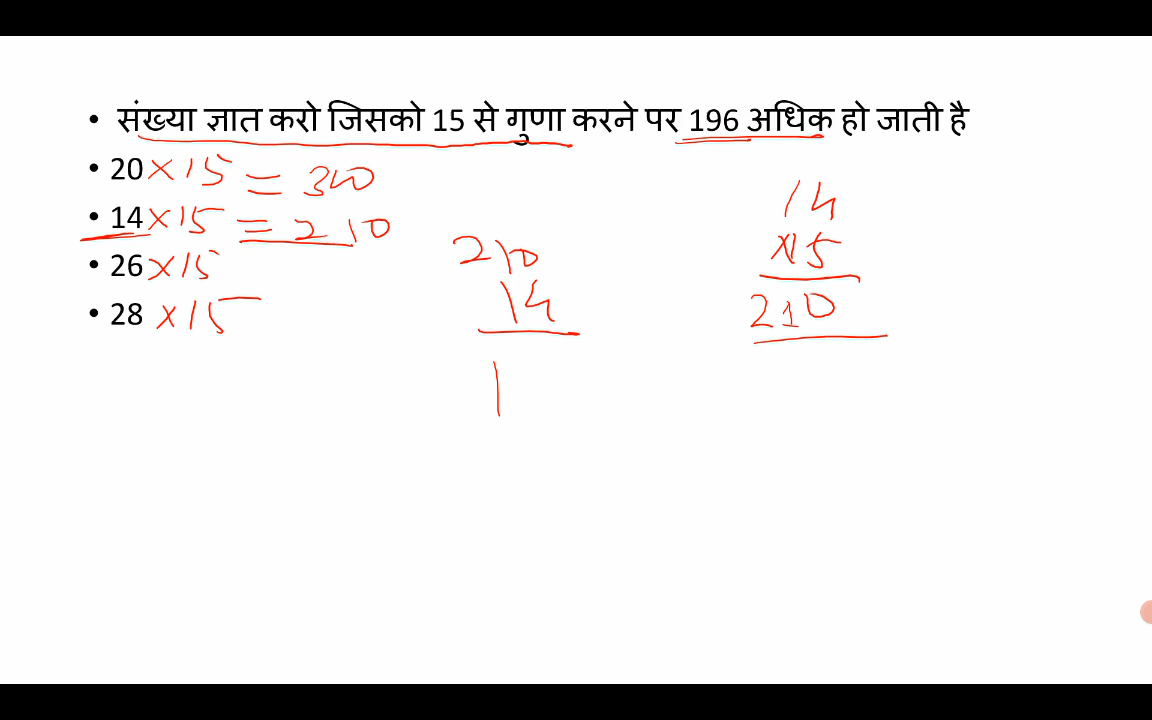 • संख्या ज्ञात करो जिसको 15 से गुणा करने पर 196 अधिक हो जाती है
• 20 × 15 = 300
• 14 × 15 = 210
• 26 × 15
• 28 × 15
210
14
1
14
×15
210